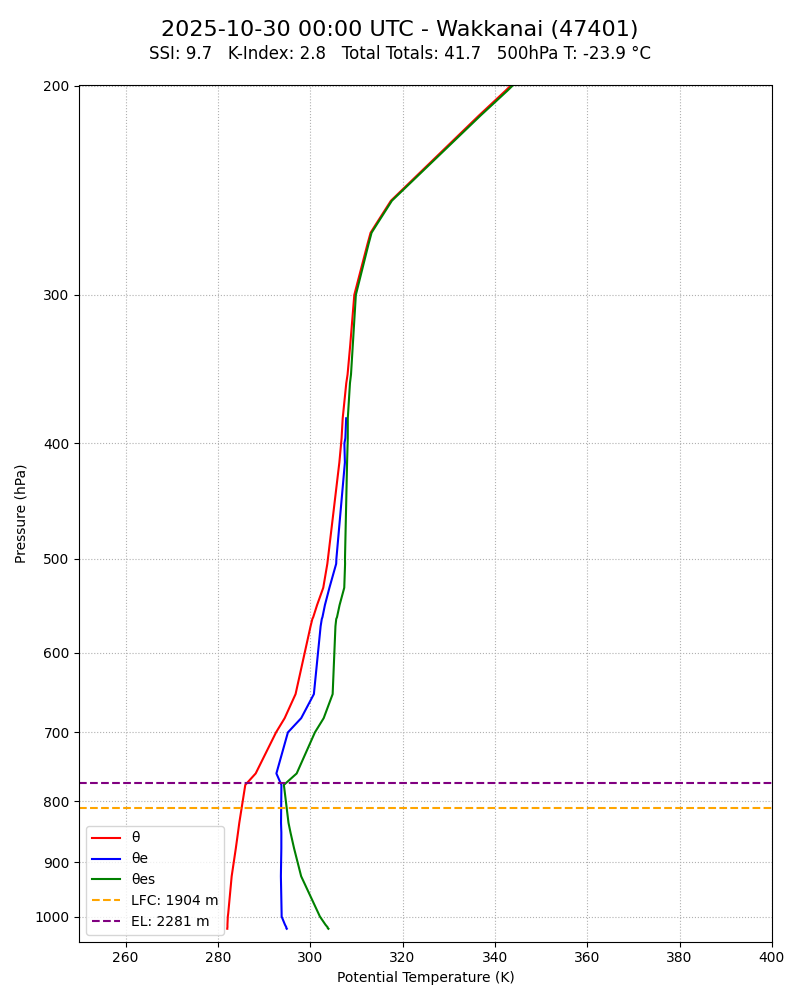 2025-10-30 00:00 UTC - Wakkanai (47401)
SSI: 9.7   K-Index: 2.8   Total Totals: 41.7   500hPa T: -23.9 °C
200
300
400
500
600
700
800
900
1000
Pressure (hPa)
θ
θe
θes
LFC: 1904 m
EL: 2281 m
260 280 300 320 340 360 380 400
Potential Temperature (K)